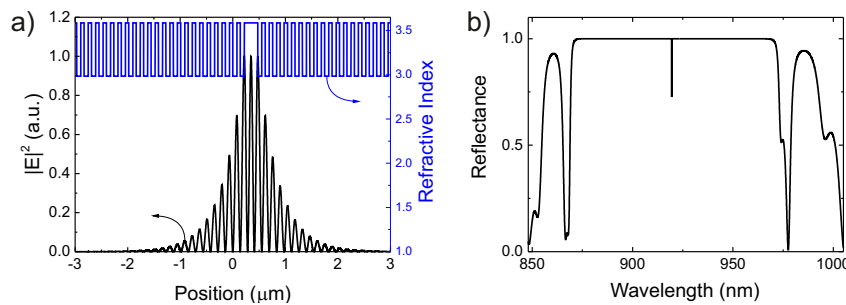 a)
1.2
1.0
0.8
0.6
0.4
0.2
0.0
|E|² (a.u.)
-3 -2 -1 0 1 2 3
Position (μm)
3.5
3.0
2.5
2.0
1.5
1.0
Refractive Index
b)
1.0
0.5
0.0
Reflectance
850 900 950 1000
Wavelength (nm)